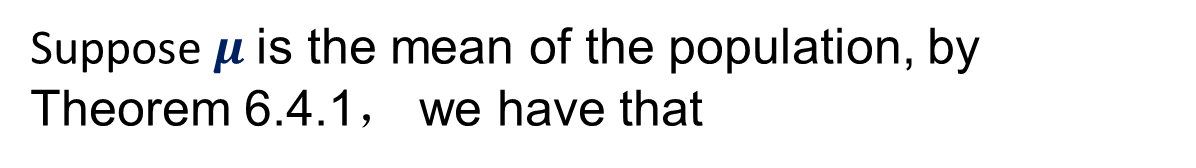 Suppose μ is the mean of the population, by
Theorem 6.4.1， we have that